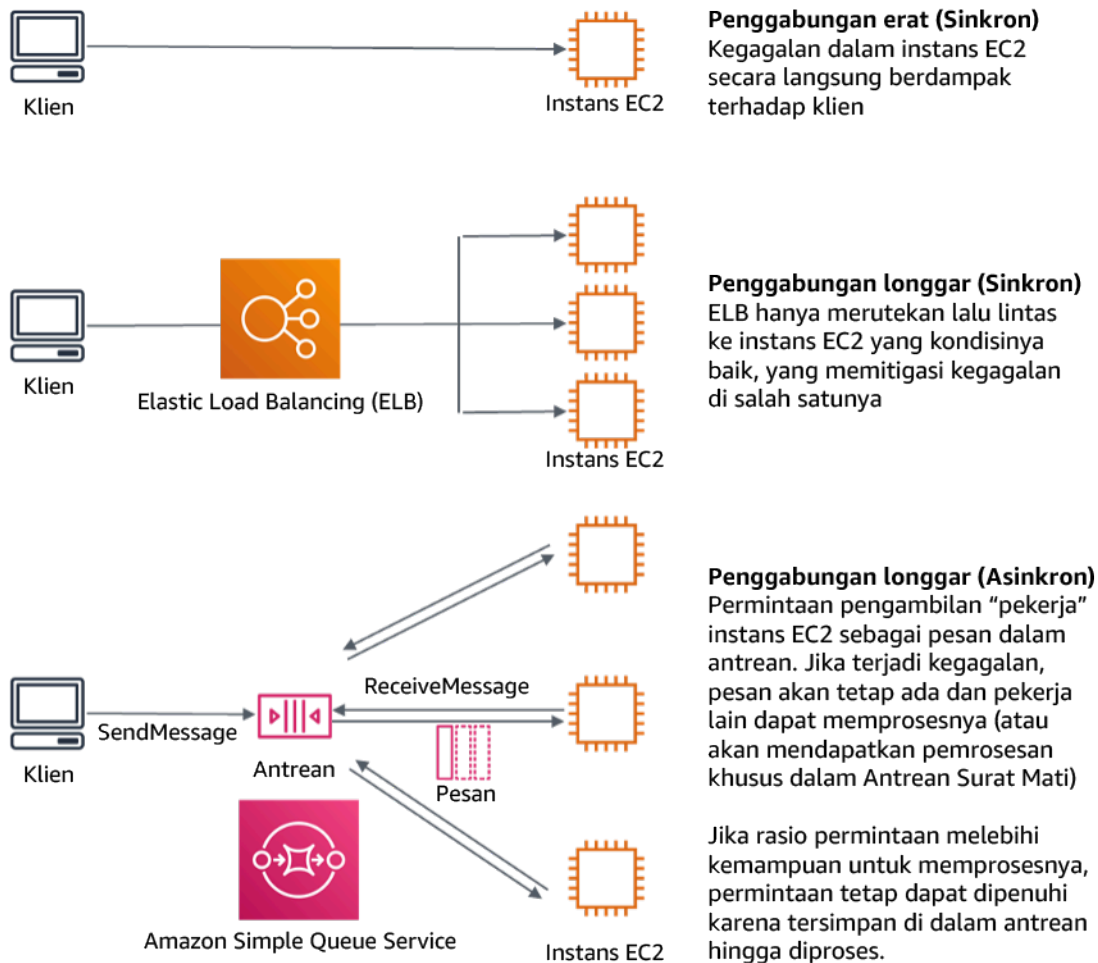 Klien
Instans EC2
Penggabungan erat (Sinkron)
Kegagalan dalam instans EC2
secara langsung berdampak
terhadap klien
Klien
Elastic Load Balancing (ELB)
Instans EC2
Penggabungan longgar (Sinkron)
ELB hanya merutekan lalu lintas
ke instans EC2 yang kondisinya
baik, yang memitigasi kegagalan
di salah satunya
Klien
SendMessage
Antrean
ReceiveMessage
Pesan
Amazon Simple Queue Service
Instans EC2
Penggabungan longgar (Asinkron)
Permintaan pengambilan “pekerja”
instans EC2 sebagai pesan dalam
antrean. Jika terjadi kegagalan,
pesan akan tetap ada dan pekerja
lain dapat memprosesnya (atau
akan mendapatkan pemrosesan
khusus dalam Antrean Surat Mati)
Jika rasio permintaan melebihi
kemampuan untuk memprosesnya,
permintaan tetap dapat dipenuhi
karena tersimpan di dalam antrean
hingga diproses.